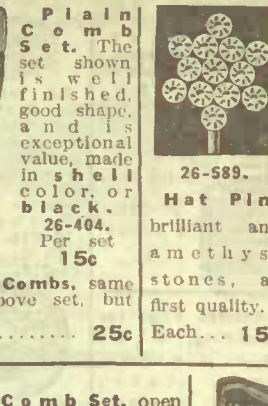 Plain
Comb
Set. The
set shown
is well
finished,
good shape.
and is
exceptional
value, made
in shell
color, or
black.
26-404.
Per set
15c
Combs, same
ove set, but
........ 25c
Comb Set, open
26-S89.
Hat Pin
brilliant an
amethys
stones, a
first quality.
Each... 15